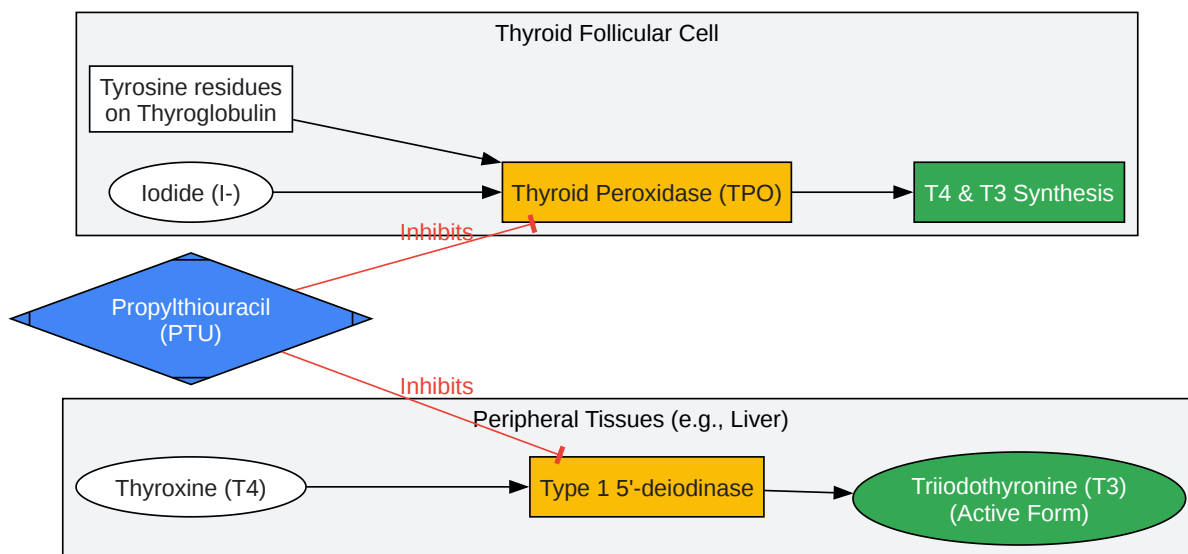 Thyroid Follicular Cell
Tyrosine residues
on Thyroglobulin
Iodide (I-)
Thyroid Peroxidase (TPO)
T4 & T3 Synthesis
Inhibits
Propylthiouracil
(PTU)
Inhibits
Peripheral Tissues (e.g., Liver)
Thyroxine (T4)
Type 1 5'-deiodinase
Triiodothyronine (T3)
(Active Form)